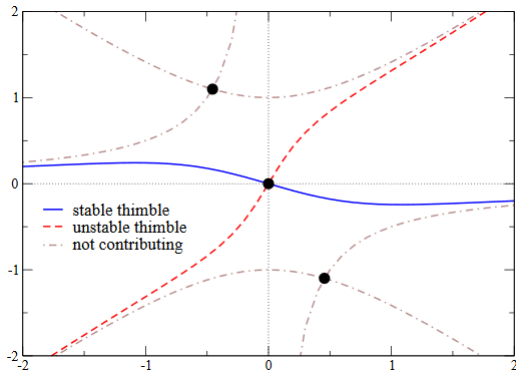 2
1
0
-1
-2
stable thimble
unstable thimble
not contributing
-2 -1 0 1 2